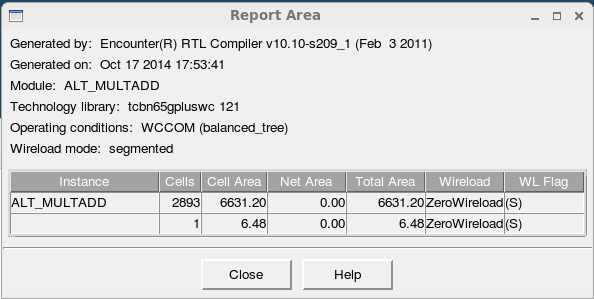 Report Area
Generated by: Encounter(R) RTL Compiler v10.10-s209_1 (Feb 3 2011)
Generated on: Oct 17 2014 17:53:41
Module: ALT_MULTADD
Technology library: tcbn65gpluswc 121
Operating conditions: WCCOM (balanced_tree)
Wireload mode: segmented
Instance Cells Cell Area Net Area Total Area Wireload WL Flag
ALT_MULTADD 2893 6631.20 0.00 6631.20 ZeroWireload (S)
1 6.48 0.00 6.48 ZeroWireload (S)
Close Help